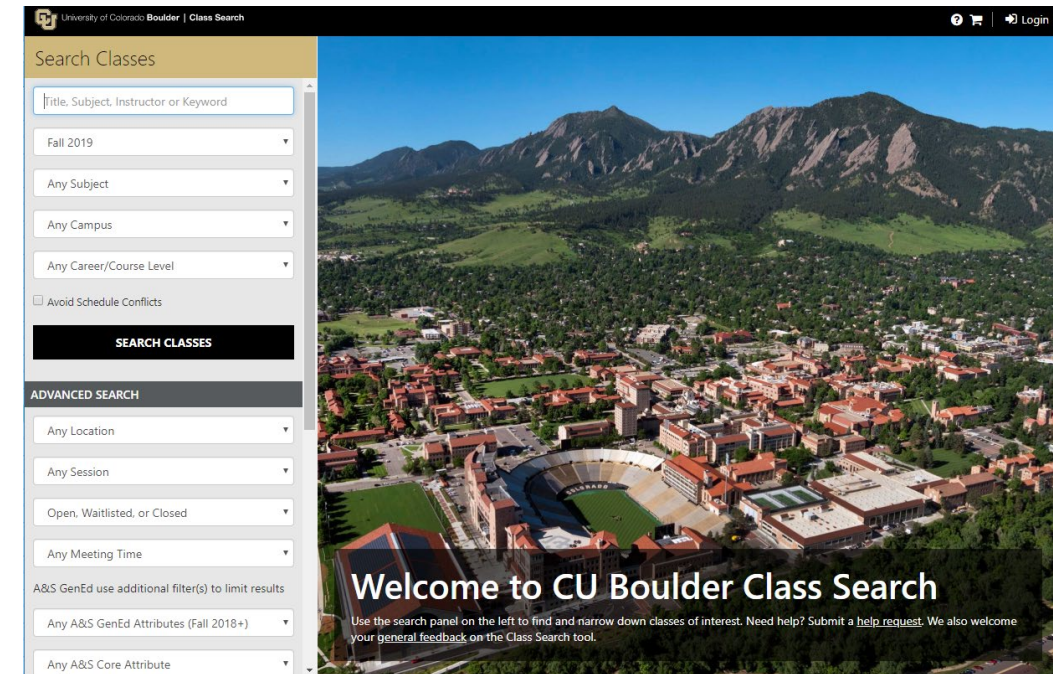 University of Colorado Boulder | Class Search
Login
Search Classes
Title, Subject, Instructor or Keyword
Fall 2019
Any Subject
Any Campus
Any Career/Course Level
Avoid Schedule Conflicts
SEARCH CLASSES
ADVANCED SEARCH
Any Location
Any Session
Open, Waitlisted, or Closed
Any Meeting Time
A&S GenEd use additional filter(s) to limit results
Any A&S GenEd Attributes (Fall 2018+)
Any A&S Core Attribute
COLORADO
Welcome to CU Boulder Class Search
Use the search panel on the left to find and narrow down classes of interest. Need help? Submit a help request. We also welcome
your general feedback on the Class Search tool.